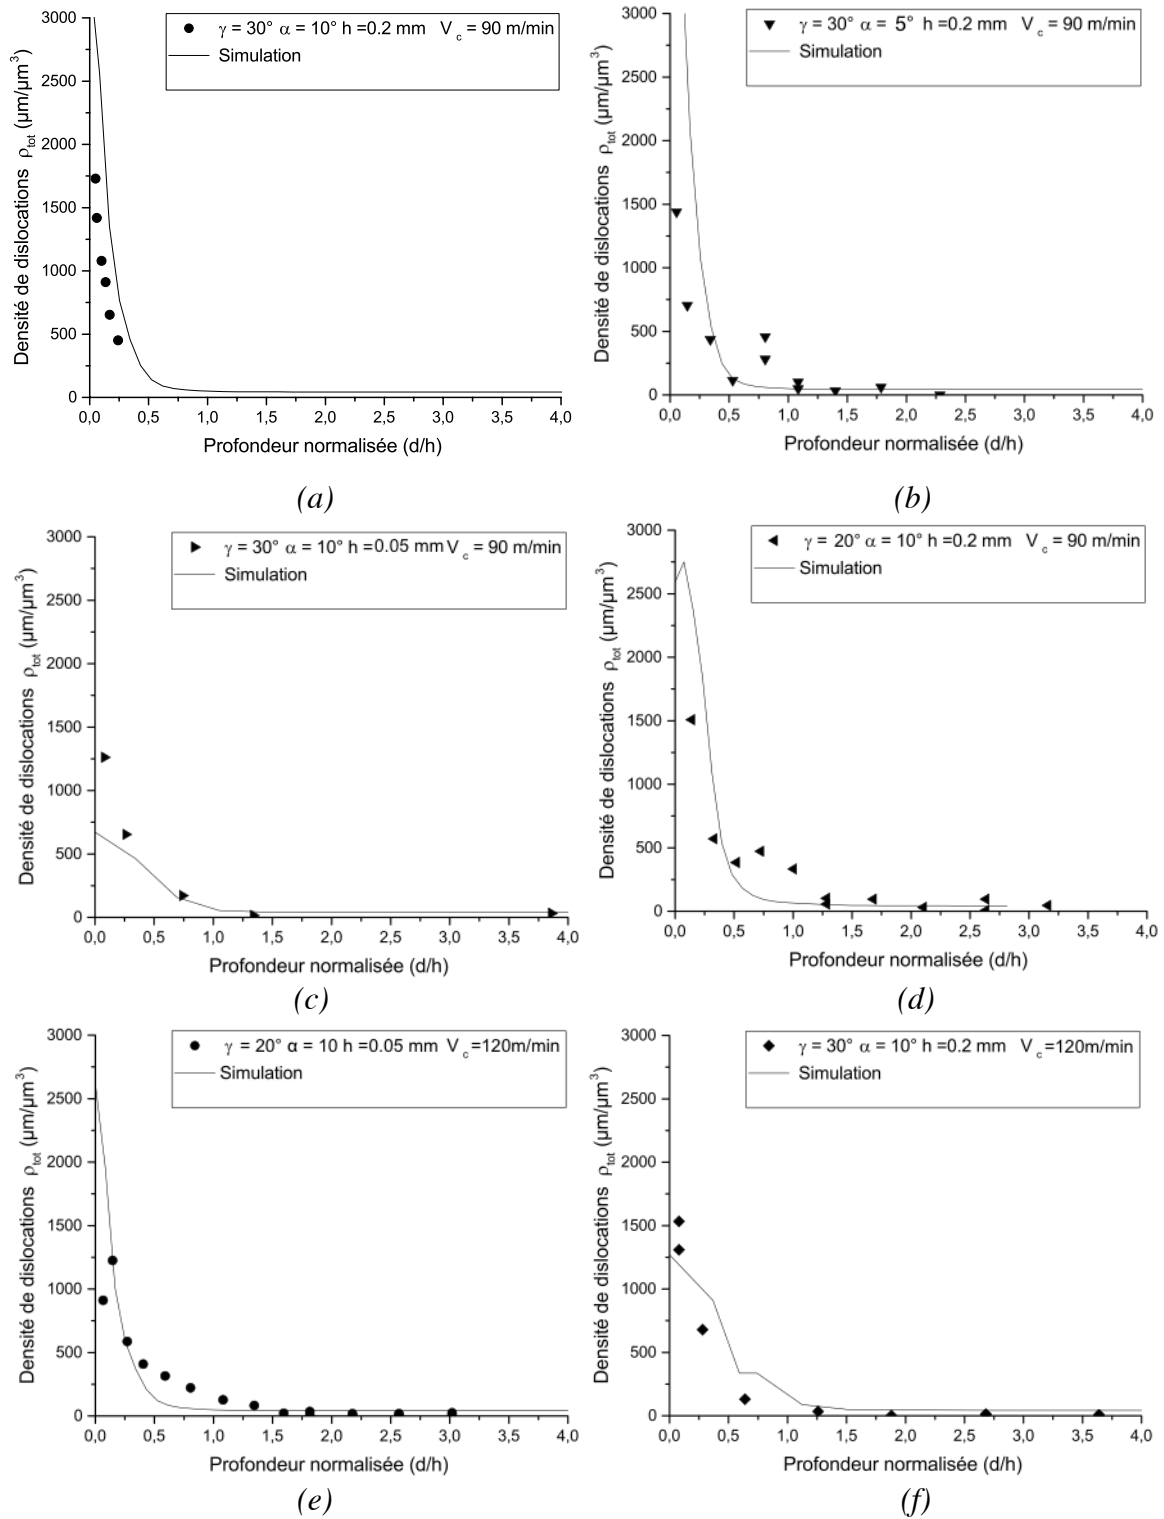 γ = 30° α = 10° h =0.2 mm V c = 90 m/min
Simulation
Densité de dislocations ρtot (µm/µm³)
3000
2500
2000
1500
1000
500
0
0,0 0,5 1,0 1,5 2,0 2,5 3,0 3,5 4,0
Profondeur normalisée (d/h)
(a)
γ = 30° α = 5° h =0.2 mm V c = 90 m/min
Simulation
Densité de dislocations ρtot (µm/µm³)
3000
2500
2000
1500
1000
500
0
0,0 0,5 1,0 1,5 2,0 2,5 3,0 3,5 4,0
Profondeur normalisée (d/h)
(b)
γ = 30° α = 10° h =0.05 mm V c = 90 m/min
Simulation
Densité de dislocations ρtot (µm/µm³)
3000
2500
2000
1500
1000
500
0
0,0 0,5 1,0 1,5 2,0 2,5 3,0 3,5 4,0
Profondeur normalisée (d/h)
(c)
γ = 20° α = 10° h =0.2 mm V c = 90 m/min
Simulation
Densité de dislocations ρtot (µm/µm³)
3000
2500
2000
1500
1000
500
0
0,0 0,5 1,0 1,5 2,0 2,5 3,0 3,5 4,0
Profondeur normalisée (d/h)
(d)
γ = 20° α = 10 h =0.05 mm V c =120m/min
Simulation
Densité de dislocations ρtot (µm/µm³)
3000
2500
2000
1500
1000
500
0
0,0 0,5 1,0 1,5 2,0 2,5 3,0 3,5 4,0
Profondeur normalisée (d/h)
(e)
γ = 30° α = 10° h =0.2 mm V c =120m/min
Simulation
Densité de dislocations ρtot (µm/µm³)
3000
2500
2000
1500
1000
500
0
0,0 0,5 1,0 1,5 2,0 2,5 3,0 3,5 4,0
Profondeur normalisée (d/h)
(f)